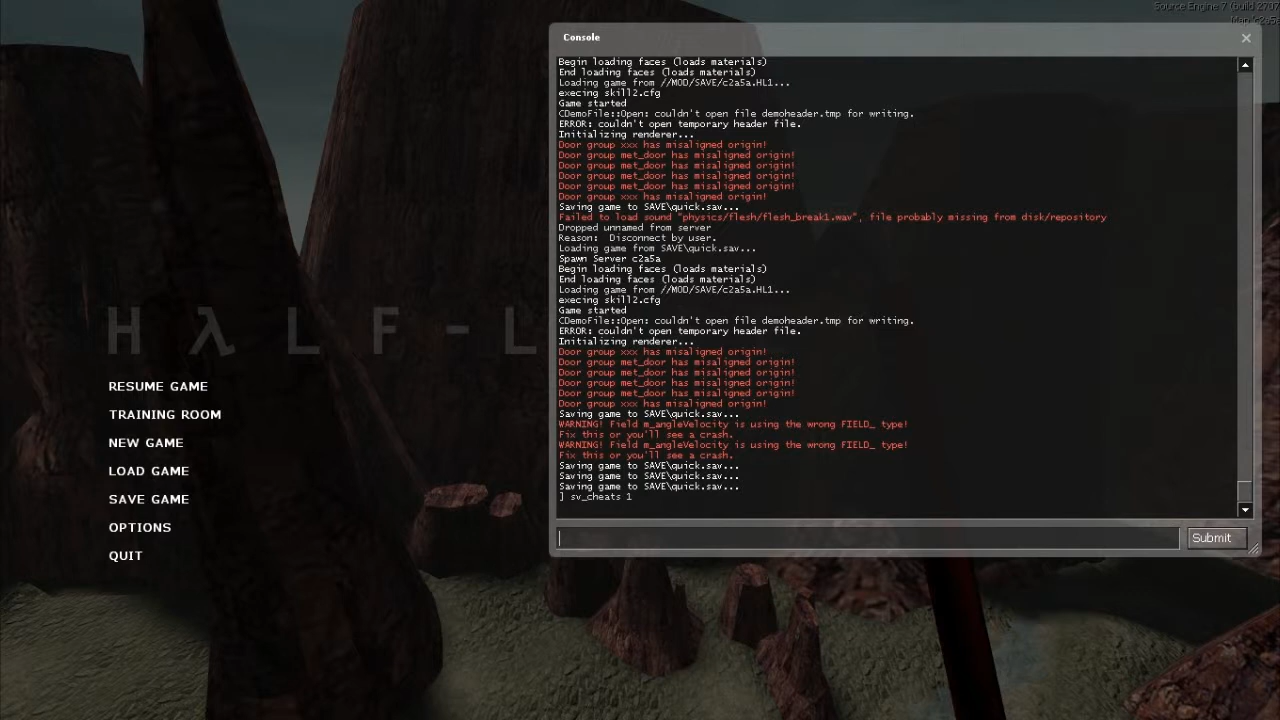 Source Engine 7 (Build 2707
Map: c2a5a
Console
Begin loading faces (loads materials)
End loading faces (loads materials)
Loading game from //MOD/SAVE/c2a5a.HL1...
execing skill2.cfg
Game started
CDemoFile::Open: couldn't open file demoheader.tmp for writing.
ERROR: couldn't open temporary header file.
Initializing renderer...
Door group xxx has misaligned origin!
Door group met_door has misaligned origin!
Door group met_door has misaligned origin!
Door group met_door has misaligned origin!
Door group met_door has misaligned origin!
Door group xxx has misaligned origin!
Saving game to SAVE\quick.sav...
Failed to load sound "physics/flesh/flesh_break1.wav", file probably missing from disk/repository
Dropped unnamed from server
Reason:  Disconnect by user.
Loading game from SAVE\quick.sav...
Spawn Server c2a5a
Begin loading faces (loads materials)
End loading faces (loads materials)
Loading game from //MOD/SAVE/c2a5a.HL1...
execing skill2.cfg
Game started
CDemoFile::Open: couldn't open file demoheader.tmp for writing.
ERROR: couldn't open temporary header file.
Initializing renderer...
Door group xxx has misaligned origin!
Door group met_door has misaligned origin!
Door group met_door has misaligned origin!
Door group met_door has misaligned origin!
Door group met_door has misaligned origin!
Door group xxx has misaligned origin!
Saving game to SAVE\quick.sav...
WARNING! Field m_angleVelocity is using the wrong FIELD_ type!
Fix this or you'll see a crash.
WARNING! Field m_angleVelocity is using the wrong FIELD_ type!
Fix this or you'll see a crash.
Saving game to SAVE\quick.sav...
Saving game to SAVE\quick.sav...
Saving game to SAVE\quick.sav...
] sv_cheats 1
Submit
HλLF-L
RESUME GAME
TRAINING ROOM
NEW GAME
LOAD GAME
SAVE GAME
OPTIONS
QUIT